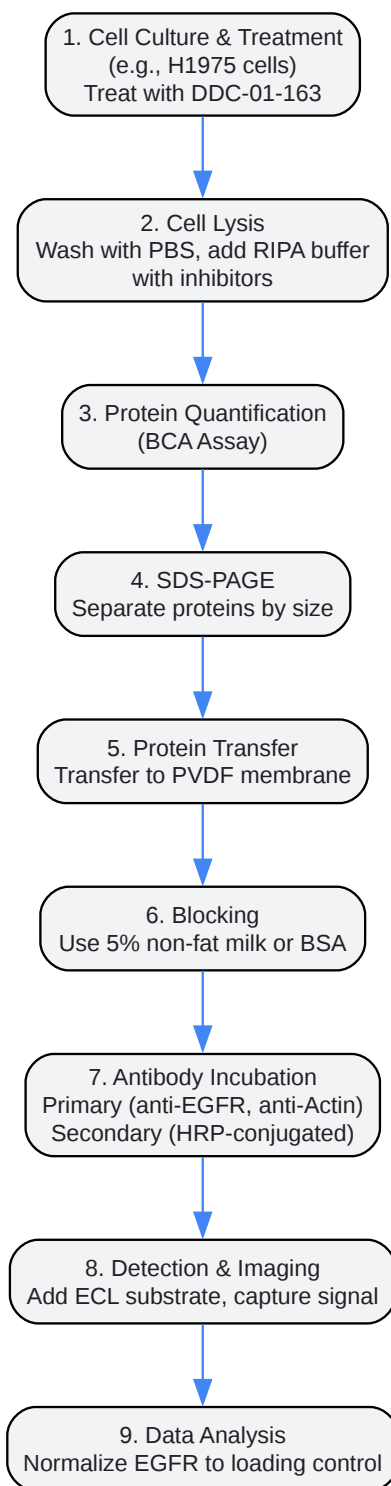 1. Cell Culture & Treatment
(e.g., H1975 cells)
Treat with DDC-01-163
2. Cell Lysis
Wash with PBS, add RIPA buffer
with inhibitors
3. Protein Quantification
(BCA Assay)
4. SDS-PAGE
Separate proteins by size
5. Protein Transfer
Transfer to PVDF membrane
6. Blocking
Use 5% non-fat milk or BSA
7. Antibody Incubation
Primary (anti-EGFR, anti-Actin)
Secondary (HRP-conjugated)
8. Detection & Imaging
Add ECL substrate, capture signal
9. Data Analysis
Normalize EGFR to loading control